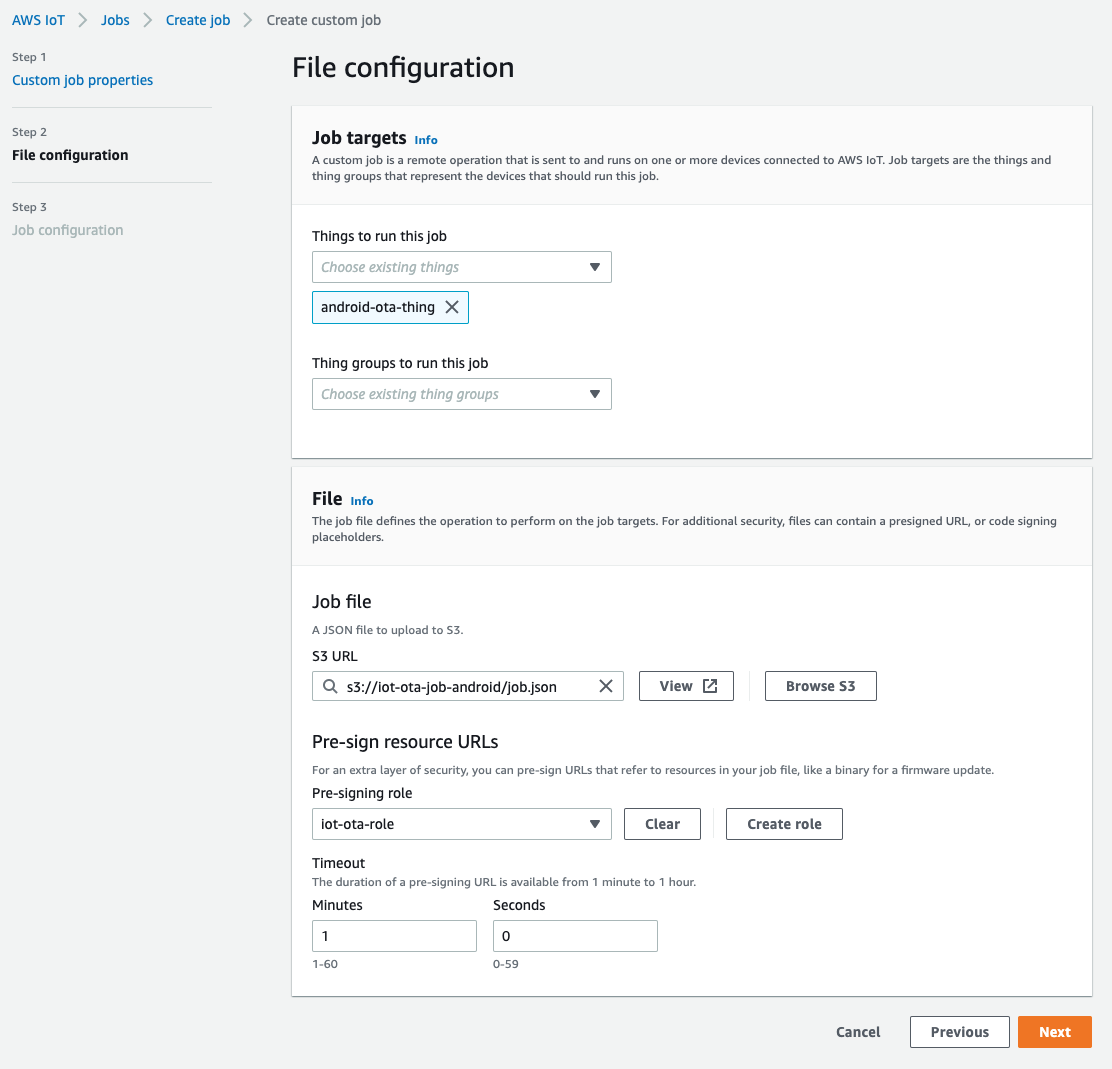 AWS IoT > Jobs > Create job > Create custom job
Step 1
Custom job properties
Step 2
File configuration
Step 3
Job configuration
File configuration
Job targets Info
A custom job is a remote operation that is sent to and runs on one or more devices connected to AWS IoT. Job targets are the things and
thing groups that represent the devices that should run this job.
Things to run this job
Choose existing things
android-ota-thing
Thing groups to run this job
Choose existing thing groups
File Info
The job file defines the operation to perform on the job targets. For additional security, files can contain a presigned URL, or code signing
placeholders.
Job file
A JSON file to upload to S3.
S3 URL
s3://iot-ota-job-android/job.json View Browse S3
Pre-sign resource URLs
For an extra layer of security, you can pre-sign URLs that refer to resources in your job file, like a binary for a firmware update.
Pre-signing role
iot-ota-role Clear Create role
Timeout
The duration of a pre-signing URL is available from 1 minute to 1 hour.
Minutes Seconds
1 0
1-60 0-59
Cancel Previous Next